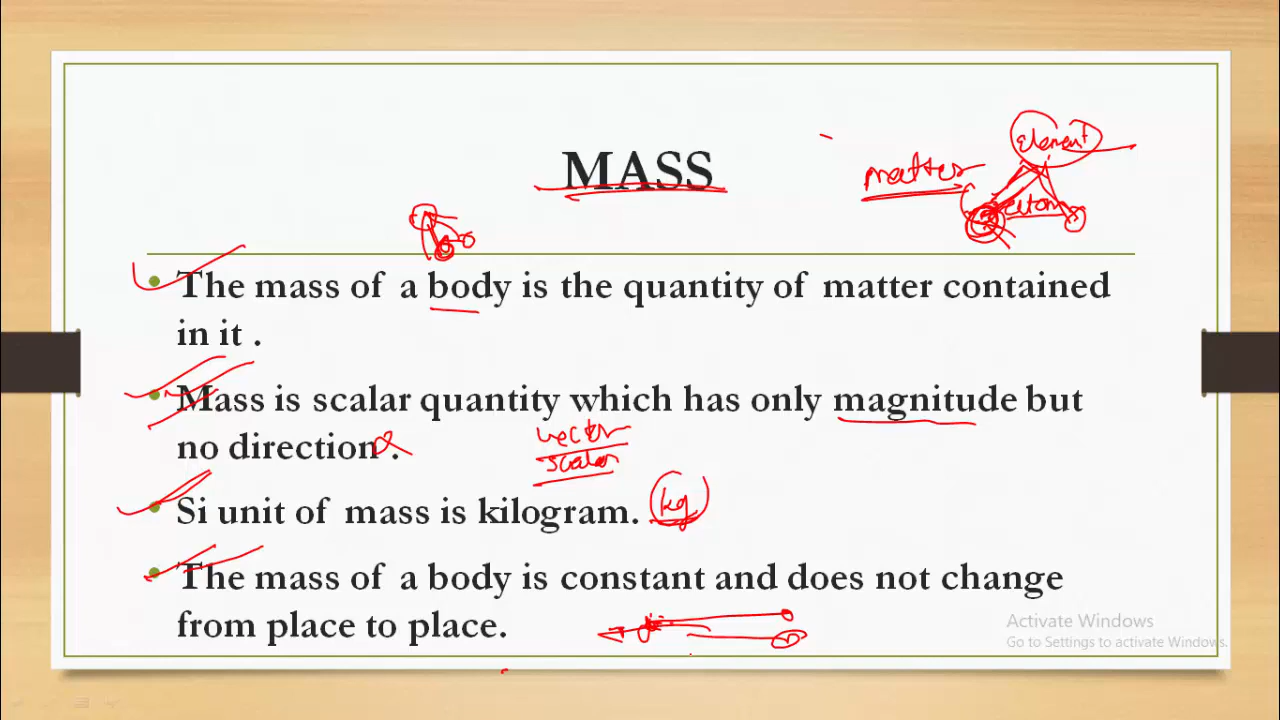 MASS
matter
element
atom
• The mass of a body is the quantity of matter contained
in it .
• Mass is scalar quantity which has only magnitude but
no direction .
vector
scalar
• Si unit of mass is kilogram.
kg
• The mass of a body is constant and does not change
from place to place.
Activate Windows
Go to Settings to activate Windows.